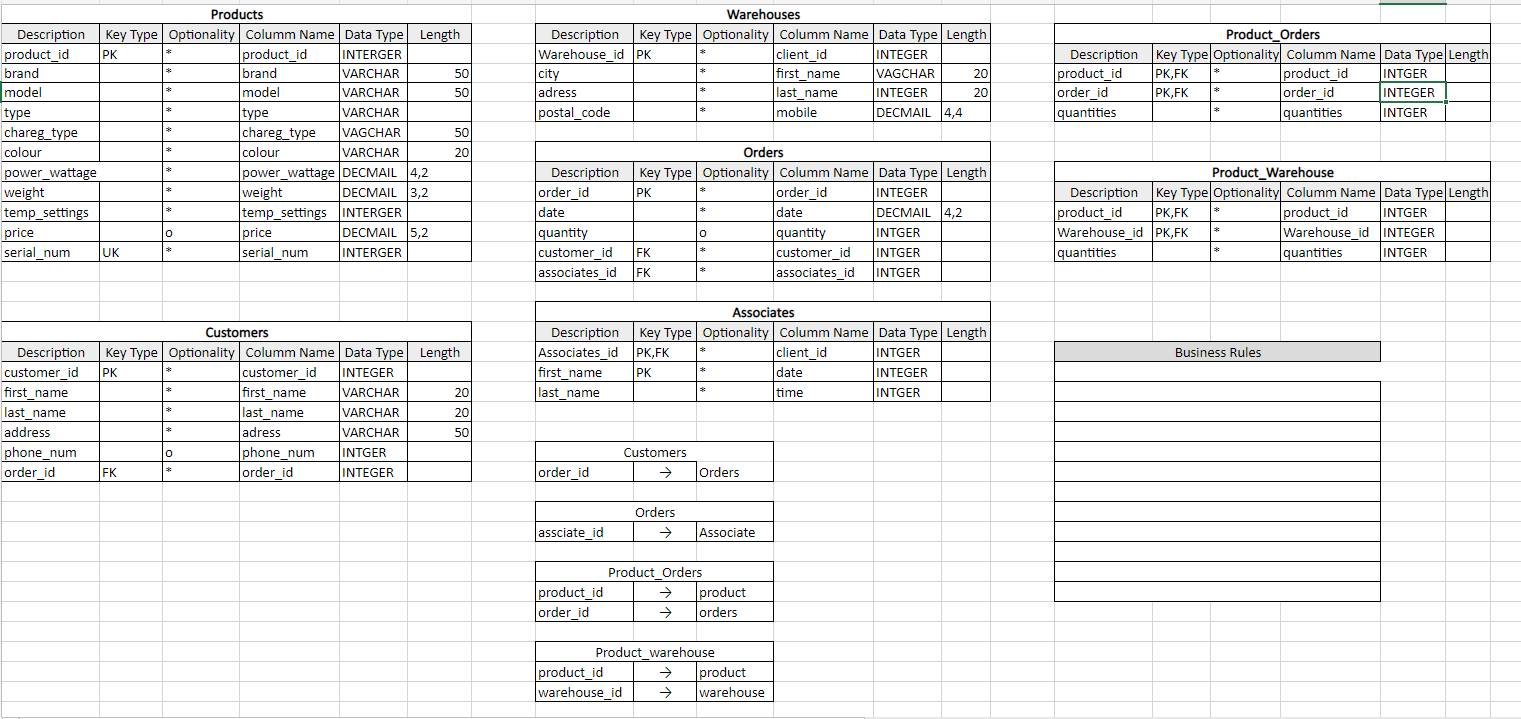 Products
Description Key Type Optionality Columm Name Data Type Length
product_id PK * product_id INTERGER
brand * brand VARCHAR 50
model * model VARCHAR 50
type * type VARCHAR
chareg_type * chareg_type VAGCHAR 50
colour * colour VARCHAR 20
power_wattage * power_wattage DECMAIL 4,2
weight * weight DECMAIL 3,2
temp_settings * temp_settings INTERGER
price o price DECMAIL 5,2
serial_num UK * serial_num INTERGER
Customers
Description Key Type Optionality Columm Name Data Type Length
customer_id PK * customer_id INTEGER
first_name * first_name VARCHAR 20
last_name * last_name VARCHAR 20
address * adress VARCHAR 50
phone_num o phone_num INTGER
order_id FK * order_id INTEGER
Warehouses
Description Key Type Optionality Columm Name Data Type Length
Warehouse_id PK * client_id INTEGER
city * first_name VAGCHAR 20
adress * last_name INTEGER 20
postal_code * mobile DECMAIL 4,4
Orders
Description Key Type Optionality Columm Name Data Type Length
order_id PK * order_id INTEGER
date * date DECMAIL 4,2
quantity o quantity INTGER
customer_id FK * customer_id INTGER
associates_id FK * associates_id INTGER
Associates
Description Key Type Optionality Columm Name Data Type Length
Associates_id PK,FK * client_id INTGER
first_name PK * date INTEGER
last_name * time INTGER
Customers
order_id → Orders
Orders
assciate_id → Associate
Product_Orders
product_id → product
order_id → orders
Product_warehouse
product_id → product
warehouse_id → warehouse
Product_Orders
Description Key Type Optionality Columm Name Data Type Length
product_id PK,FK * product_id INTGER
order_id PK,FK * order_id INTEGER
quantities * quantities INTGER
Product_Warehouse
Description Key Type Optionality Columm Name Data Type Length
product_id PK,FK * product_id INTGER
Warehouse_id PK,FK * Warehouse_id INTEGER
quantities * quantities INTGER
Business Rules